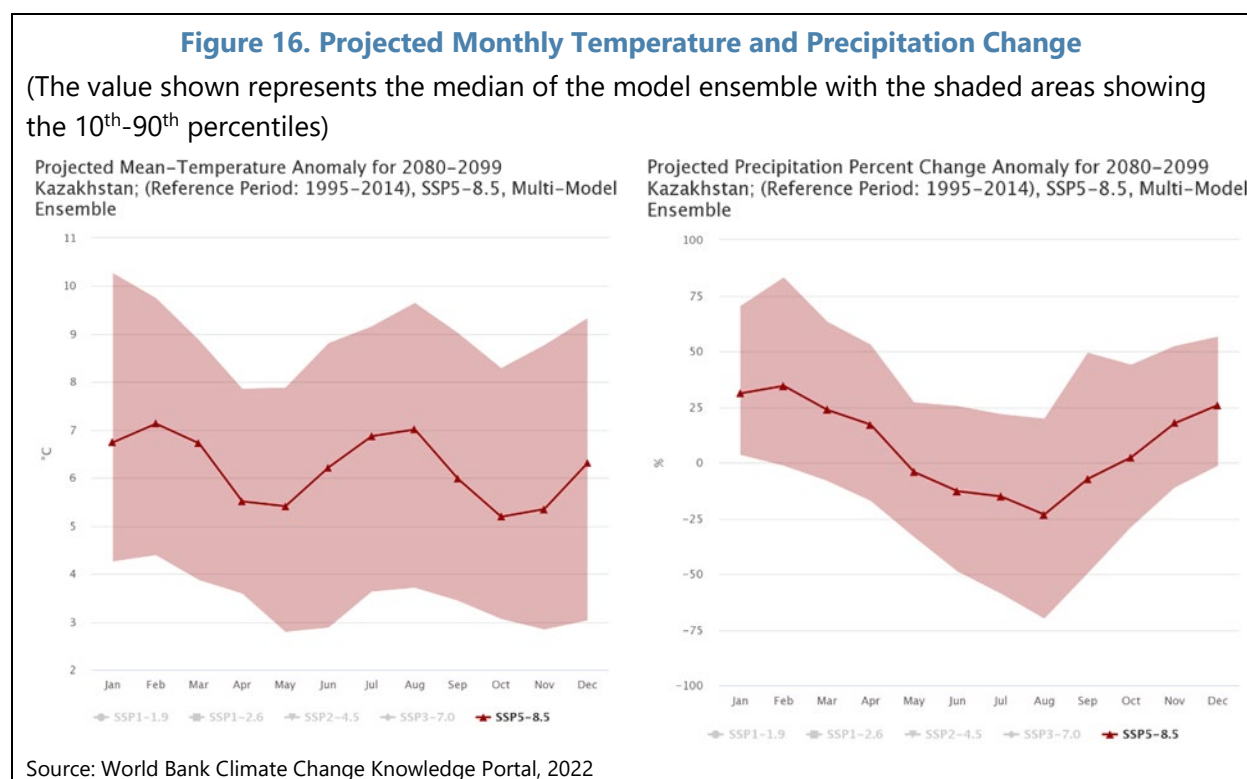 Figure 16. Projected Monthly Temperature and Precipitation Change
(The value shown represents the median of the model ensemble with the shaded areas showing
the 10th-90th percentiles)
Projected Mean-Temperature Anomaly for 2080-2099
Kazakhstan; (Reference Period: 1995-2014), SSP5-8.5, Multi-Model
Ensemble
11
10
9
8
7
6
5
4
3
2
°C
Jan Feb Mar Apr May Jun Jul Aug Sep Oct Nov Dec
SSP1-1.9 SSP1-2.6 SSP2-4.5 SSP3-7.0 SSP5-8.5
Projected Precipitation Percent Change Anomaly for 2080-2099
Kazakhstan; (Reference Period: 1995-2014), SSP5-8.5, Multi-Model
Ensemble
100
75
50
25
0
-25
-50
-75
-100
%
Jan Feb Mar Apr May Jun Jul Aug Sep Oct Nov Dec
SSP1-1.9 SSP1-2.6 SSP2-4.5 SSP3-7.0 SSP5-8.5
Source: World Bank Climate Change Knowledge Portal, 2022